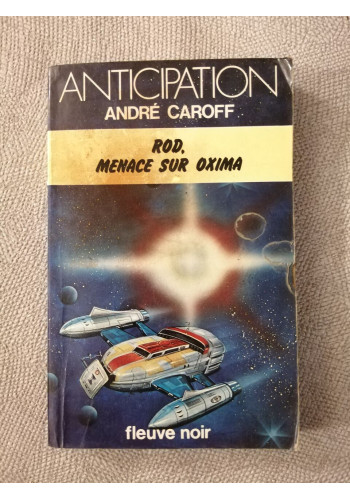 ANTICIPATION
ANDRÉ CAROFF
ROD,
MENACE SUR OXIMA
fleuve noir